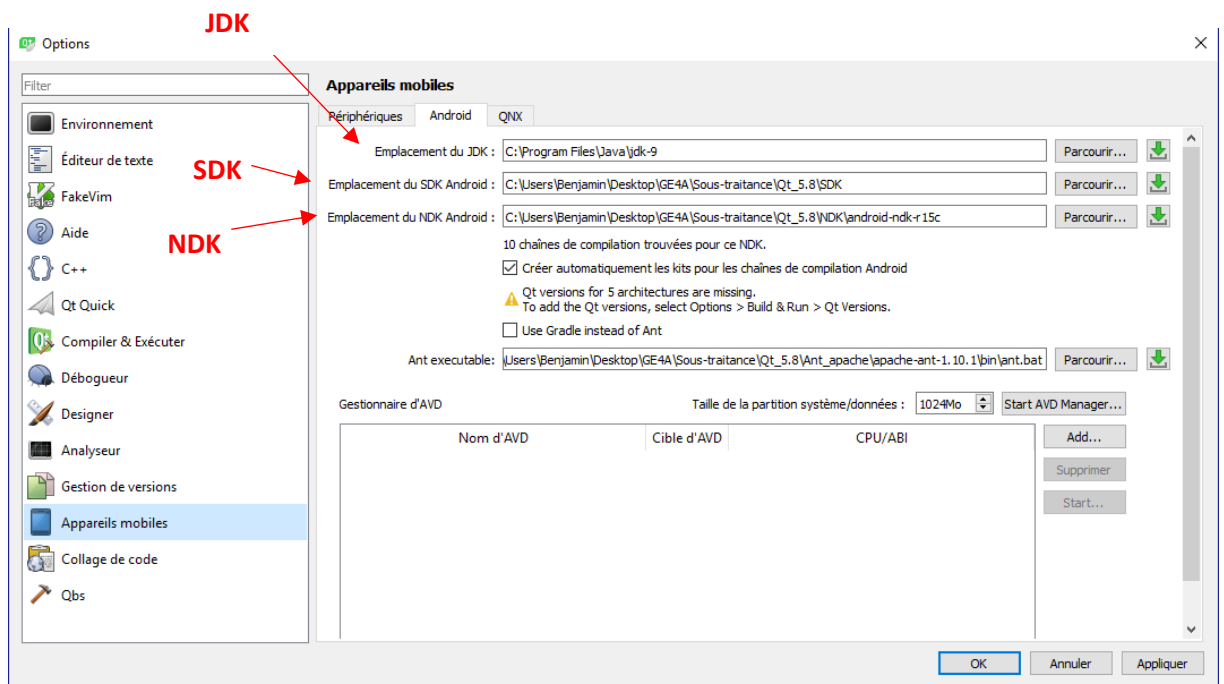 JDK
Options
Filter
Appareils mobiles
Périphériques Android QNX
Environnement
Éditeur de texte
FakeVim
Aide
C++
Qt Quick
Compiler & Exécuter
Débogueur
Designer
Analyseur
Gestion de versions
Appareils mobiles
Collage de code
Qbs
SDK
NDK
Emplacement du JDK : C:\Program Files\Java\jdk-9 Parcourir...
Emplacement du SDK Android : C:\Users\Benjamin\Desktop\GE4A\Sous-traitance\Qt_5.8\SDK Parcourir...
Emplacement du NDK Android : C:\Users\Benjamin\Desktop\GE4A\Sous-traitance\Qt_5.8\NDK\android-ndk-r15c Parcourir...
10 chaînes de compilation trouvées pour ce NDK.
Créer automatiquement les kits pour les chaînes de compilation Android
Qt versions for 5 architectures are missing.
To add the Qt versions, select Options > Build & Run > Qt Versions.
Use Gradle instead of Ant
Ant executable: \Users\Benjamin\Desktop\GE4A\Sous-traitance\Qt_5.8\Ant_apache\apache-ant-1.10.1\bin\ant.bat Parcourir...
Gestionnaire d'AVD Taille de la partition système/données : 1024Mo Start AVD Manager...
Nom d'AVD Cible d'AVD CPU/ABI Add...
Supprimer
Start...
OK Annuler Appliquer